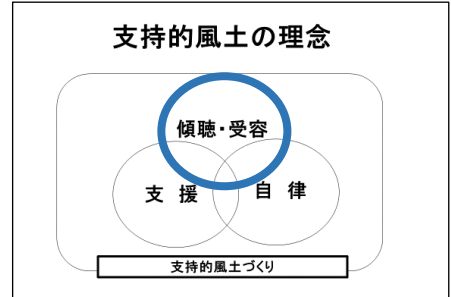 支持的風土の理念
傾聴・受容
支 援
自 律
支持的風土づくり